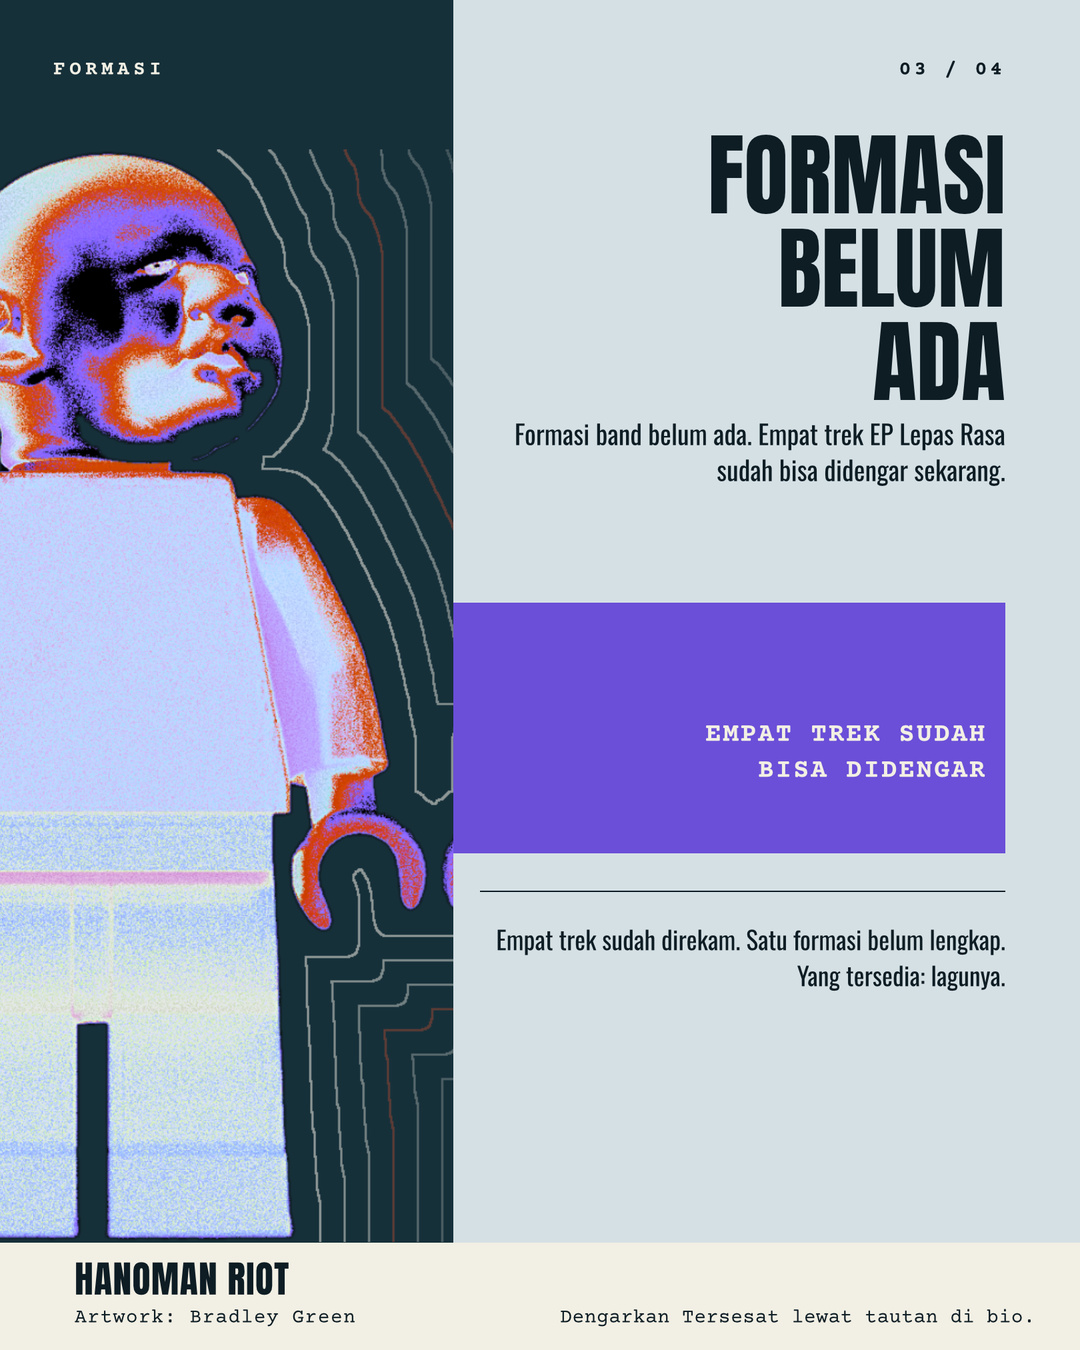 FORMASI
03 / 04
FORMASI
BELUM
ADA
Formasi band belum ada. Empat trek EP Lepas Rasa
sudah bisa didengar sekarang.
EMPAT TREK SUDAH
BISA DIDENGAR
Empat trek sudah direkam. Satu formasi belum lengkap.
Yang tersedia: lagunya.
HANOMAN RIOT
Artwork: Bradley Green
Dengarkan Tersesat lewat tautan di bio.